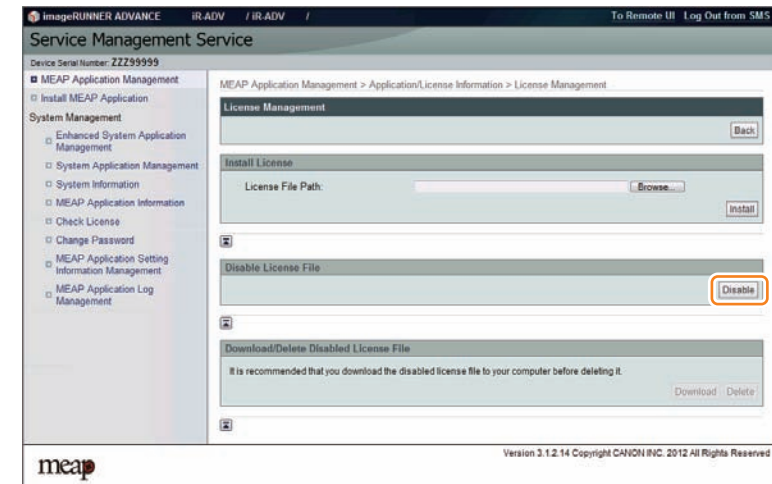 imageRUNNER ADVANCE iR-ADV / iR-ADV / To Remote UI Log Out from SMS
Service Management Service
Device Serial Number: ZZZ99999
MEAP Application Management
Install MEAP Application
System Management
Enhanced System Application
Management
System Application Management
System Information
MEAP Application Information
Check License
Change Password
MEAP Application Setting
Information Management
MEAP Application Log
Management
MEAP Application Management > Application/License Information > License Management
License Management
Back
Install License
License File Path:
Browse...
Install
Disable License File
Disable
Download/Delete Disabled License File
It is recommended that you download the disabled license file to your computer before deleting it.
Download Delete
meap
Version 3.1.2.14 Copyright CANON INC. 2012 All Rights Reserved